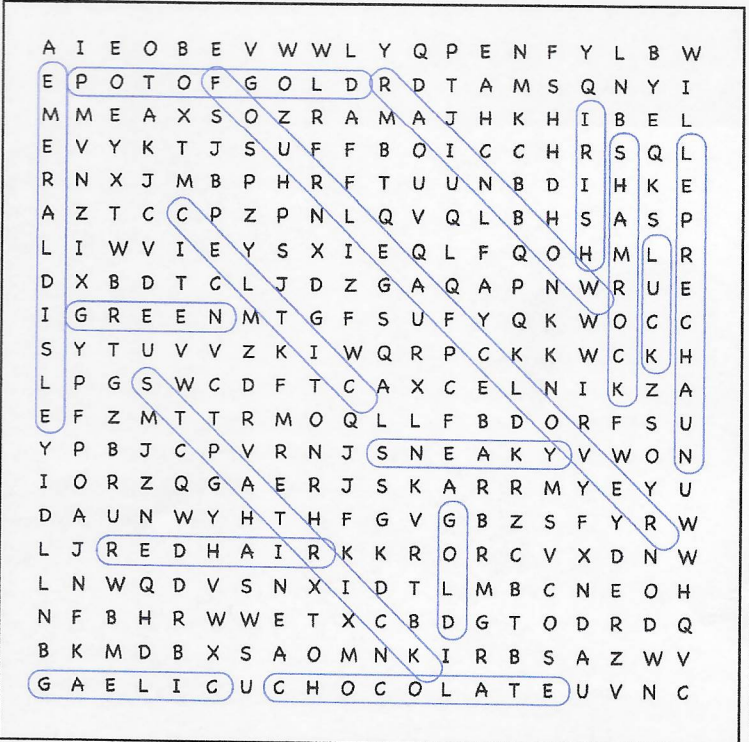 A I E O B E V W W L Y Q P E N F Y L B W
E P O T O F G O L D R D T A M S Q N Y I
M M E A X S O Z R A M A J H K H I B E L
E V Y K T J S U F F B O I C C H R S Q L
R N X J M B P H R F T U U N B D I H K E
A Z T C C P Z P N L Q V Q L B H S A S P
L I W V I E Y S X I E Q L F Q O H M L R
D X B D T C L J D Z G A Q A P N W R U E
I G R E E N M T G F S U F Y Q K W O C C
S Y T U V V Z K I W Q R P C K K W C K H
L P G S W C D F T C A X C E L N I K Z A
E F Z M T T R M O Q L L F B D O R F S U
Y P B J C P V R N J S N E A K Y V W O N
I O R Z Q G A E R J S K A R R M Y E Y U
D A U N W Y H T H F G V G B Z S F Y R W
L J R E D H A I R K K R O R C V X D N W
L N W Q D V S N X I D T L M B C N E O H
N F B H R W W E T X C B D G T O D R D Q
B K M D B X S A O M N K I R B S A Z W V
G A E L I C U C H O C O L A T E U V N C